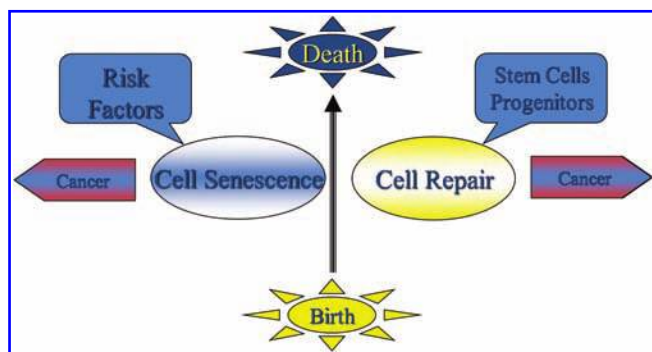 Death
Risk
Factors
Stem Cells
Progenitors
Cancer
Cell Senescence
Cell Repair
Cancer
Birth